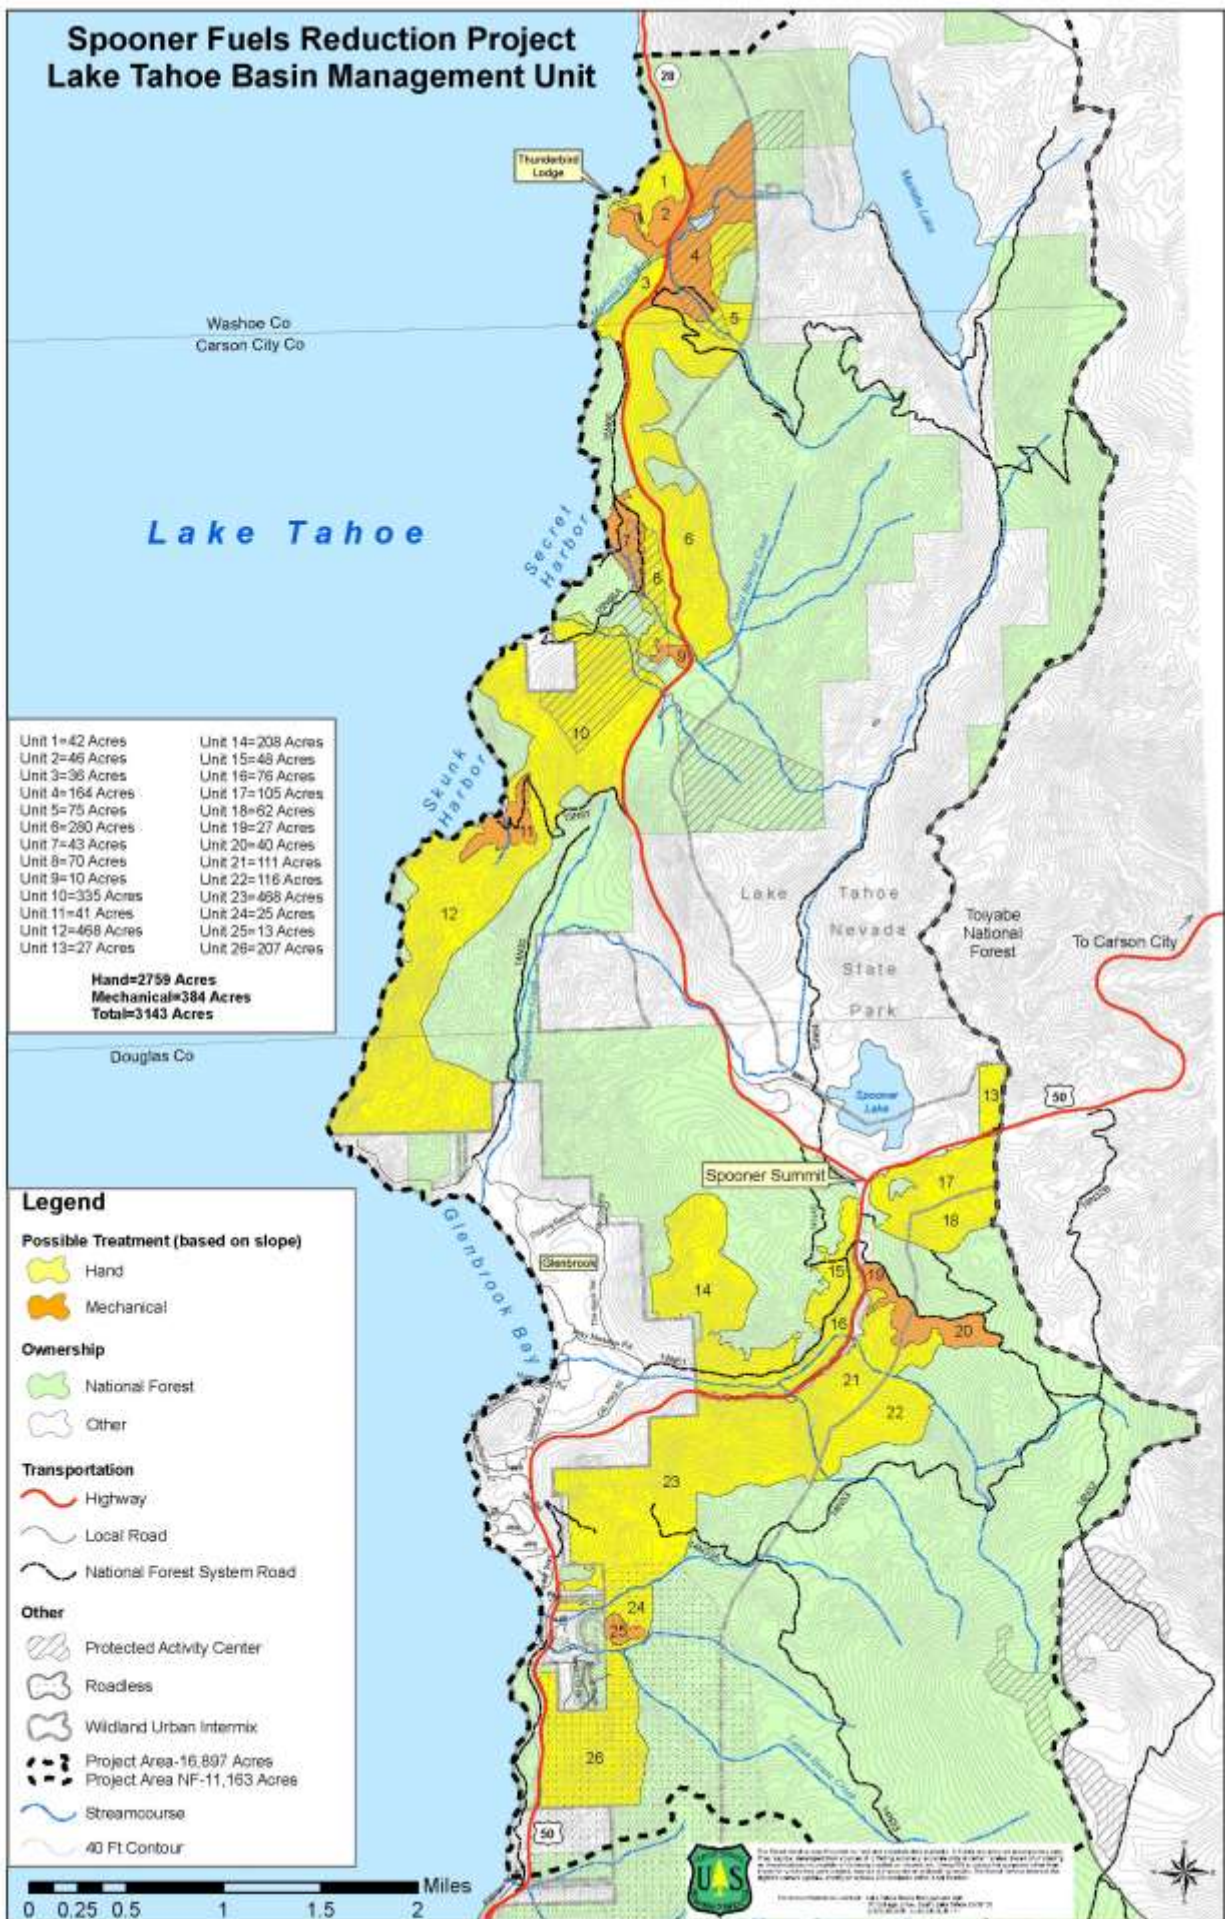 Spooner Fuels Reduction Project
Lake Tahoe Basin Management Unit
28
Thunderbird
Lodge
Marlette Lake
1
2
3
4
5
Washoe Co
Carson City Co
Lake Tahoe
Secret
Harbor
6
7
8
9
10
Skunk
Harbor
11
12
Unit 1=42 Acres
Unit 2=46 Acres
Unit 3=36 Acres
Unit 4=164 Acres
Unit 5=75 Acres
Unit 6=280 Acres
Unit 7=43 Acres
Unit 8=70 Acres
Unit 9=10 Acres
Unit 10=335 Acres
Unit 11=41 Acres
Unit 12=468 Acres
Unit 13=27 Acres
Unit 14=208 Acres
Unit 15=48 Acres
Unit 16=76 Acres
Unit 17=105 Acres
Unit 18=62 Acres
Unit 19=27 Acres
Unit 20=40 Acres
Unit 21=111 Acres
Unit 22=116 Acres
Unit 23=468 Acres
Unit 24=25 Acres
Unit 25=13 Acres
Unit 26=207 Acres
Hand=2759 Acres
Mechanical=384 Acres
Total=3143 Acres
Lake Tahoe
Nevada
State
Park
Toiyabe
National
Forest
To Carson City
Douglas Co
Spooner
Lake
13
50
Spooner Summit
17
18
Glenbrook Bay
Glenbrook
14
15
16
19
20
21
22
23
24
25
26
50
Legend
Possible Treatment (based on slope)
Hand
Mechanical
Ownership
National Forest
Other
Transportation
Highway
Local Road
National Forest System Road
Other
Protected Activity Center
Roadless
Wildland Urban Intermix
Project Area-16,897 Acres
Project Area NF-11,163 Acres
Streamcourse
40 Ft Contour
Miles
0 0.25 0.5 1 1.5 2
U S